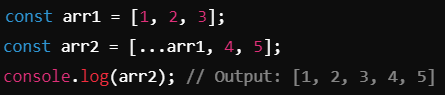 const arr1 = [1, 2, 3];
const arr2 = [...arr1, 4, 5];
console.log(arr2); // Output: [1, 2, 3, 4, 5]